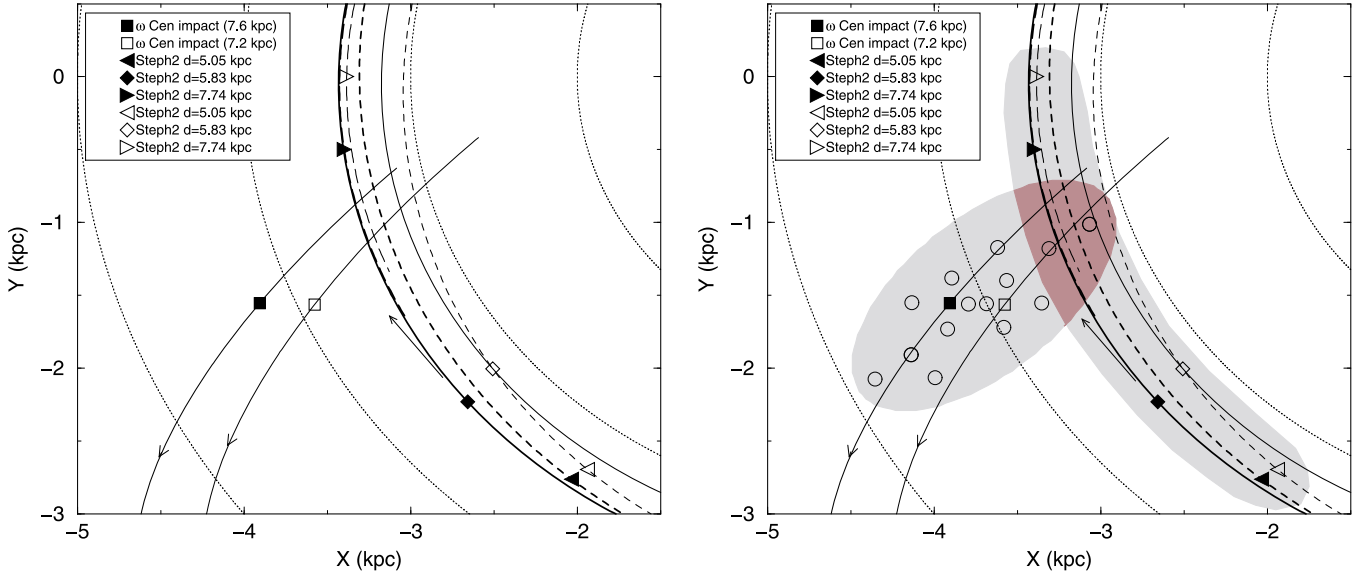 ω Cen impact (7.6 kpc)
ω Cen impact (7.2 kpc)
Steph2 d=5.05 kpc
Steph2 d=5.83 kpc
Steph2 d=7.74 kpc
Steph2 d=5.05 kpc
Steph2 d=5.83 kpc
Steph2 d=7.74 kpc
0
−1
−2
−3
Y (kpc)
−5
−4
−3
−2
X (kpc)
ω Cen impact (7.6 kpc)
ω Cen impact (7.2 kpc)
Steph2 d=5.05 kpc
Steph2 d=5.83 kpc
Steph2 d=7.74 kpc
Steph2 d=5.05 kpc
Steph2 d=5.83 kpc
Steph2 d=7.74 kpc
0
−1
−2
−3
Y (kpc)
−5
−4
−3
−2
X (kpc)